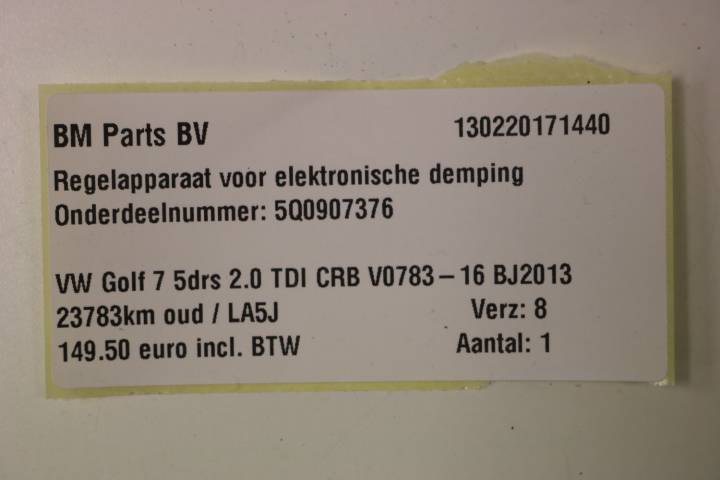 BM Parts BV 130220171440
Regelapparaat voor elektronische demping
Onderdeelnummer: 5Q0907376
VW Golf 7 5drs 2.0 TDI CRB V0783-16 BJ2013
23783km oud / LA5J Verz: 8
149.50 euro incl. BTW Aantal: 1